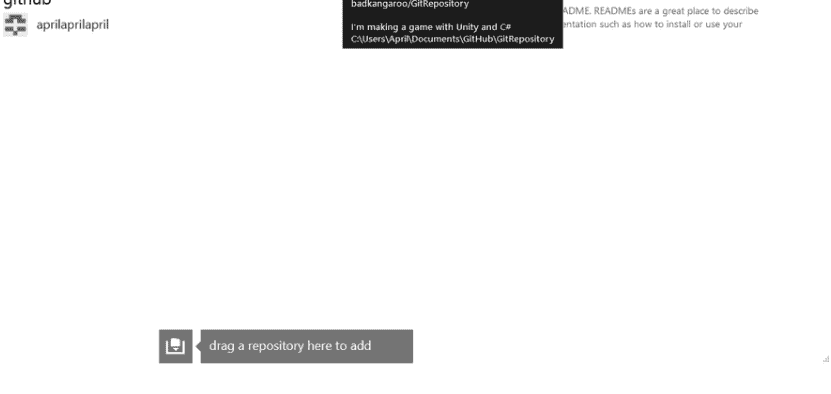 github
aprilaprilapril
badkangaroo/GitRepository
I'm making a game with Unity and C#
C:\Users\April\Documents\GitHub\GitRepository
README. READMEs are a great place to describe
entation such as how to install or use your
drag a repository here to add